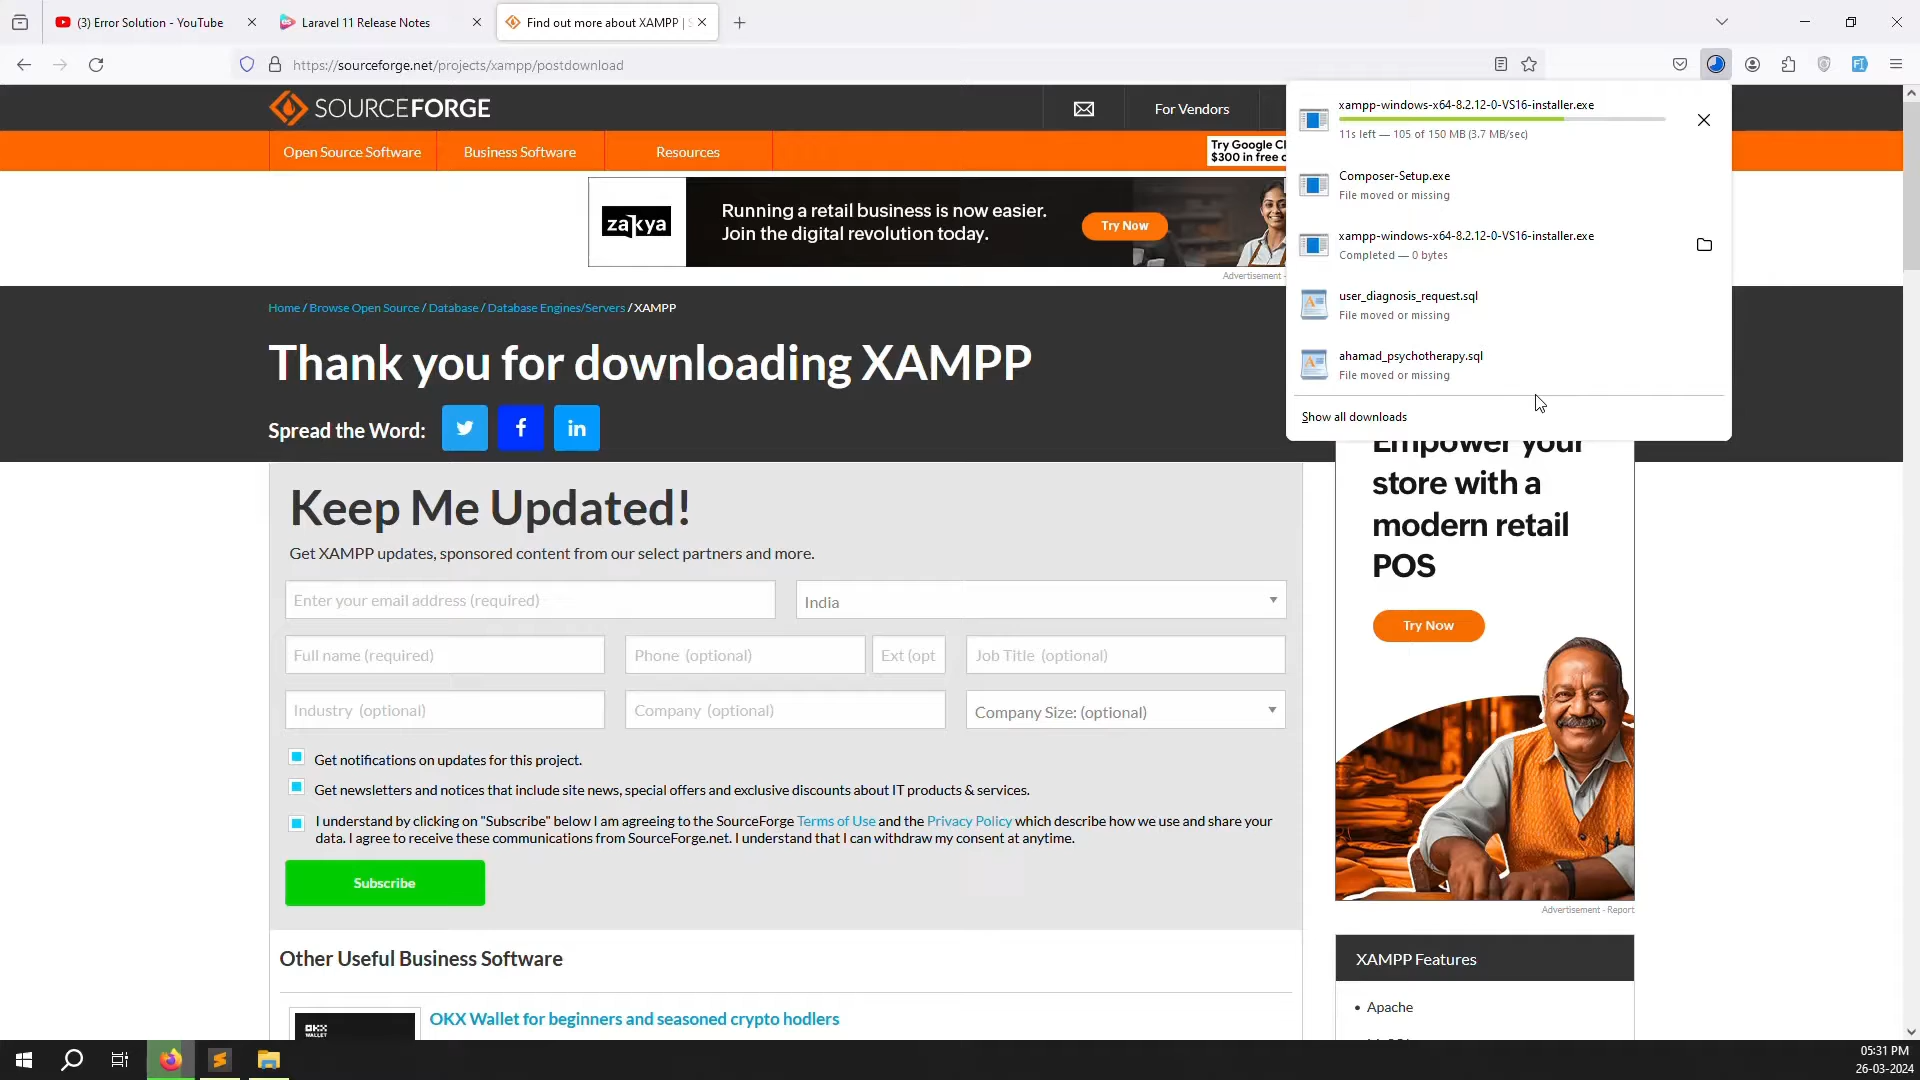 (3) Error Solution - YouTube
Laravel 11 Release Notes
Find out more about XAMPP | S
https://sourceforge.net/projects/xampp/postdownload
SOURCEFORGE
For Vendors
Open Source Software
Business Software
Resources
Try Google Cl
$300 in free c
zakya
Running a retail business is now easier.
Join the digital revolution today.
Try Now
Advertisement -
xampp-windows-x64-8.2.12-0-VS16-installer.exe
11s left — 105 of 150 MB (3.7 MB/sec)
Composer-Setup.exe
File moved or missing
xampp-windows-x64-8.2.12-0-VS16-installer.exe
Completed — 0 bytes
user_diagnosis_request.sql
File moved or missing
ahamad_psychotherapy.sql
File moved or missing
Show all downloads
Home / Browse Open Source / Database / Database Engines/Servers / XAMPP
Thank you for downloading XAMPP
Spread the Word:
Keep Me Updated!
Get XAMPP updates, sponsored content from our select partners and more.
Enter your email address (required)
India
Full name (required)
Phone (optional)
Ext (opt
Job Title (optional)
Industry (optional)
Company (optional)
Company Size: (optional)
Get notifications on updates for this project.
Get newsletters and notices that include site news, special offers and exclusive discounts about IT products & services.
I understand by clicking on "Subscribe" below I am agreeing to the SourceForge Terms of Use and the Privacy Policy which describe how we use and share your
data. I agree to receive these communications from SourceForge.net. I understand that I can withdraw my consent at anytime.
Subscribe
Empower your
store with a
modern retail
POS
Try Now
Advertisement - Report
Other Useful Business Software
OKX
WALLET
OKX Wallet for beginners and seasoned crypto hodlers
XAMPP Features
• Apache
05:31 PM
26-03-2024